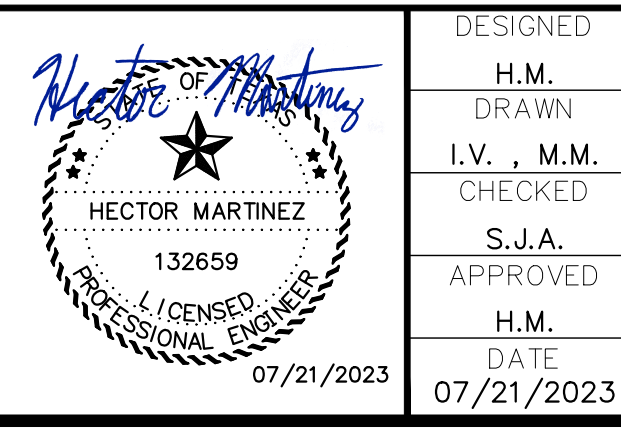 Hector Martinez
STATE OF TEXAS
HECTOR MARTINEZ
132659
LICENSED
PROFESSIONAL ENGINEER
07/21/2023
DESIGNED
H.M.
DRAWN
I.V. , M.M.
CHECKED
S.J.A.
APPROVED
H.M.
DATE
07/21/2023